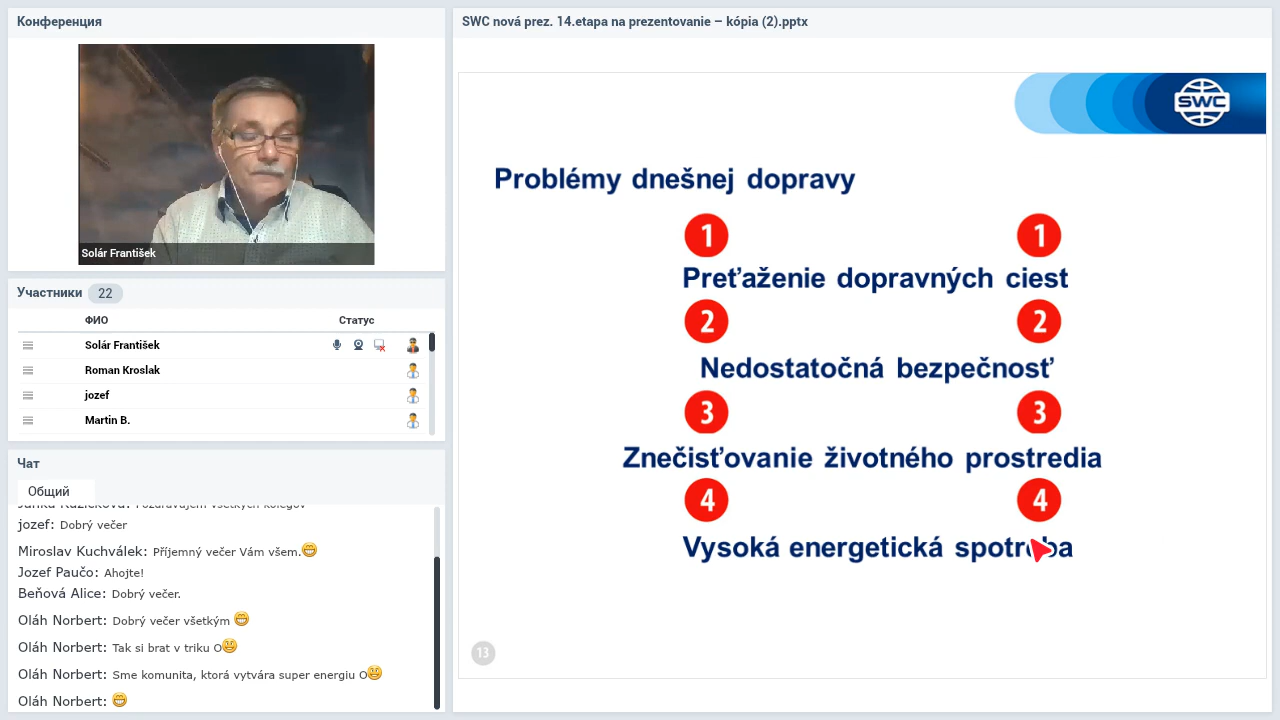 Конференция
Solár František
Участники 22
ФИО Статус
Solár František
Roman Kroslak
jozef
Martin B.
Чат
Общий
jozef: Dobrý večer
Miroslav Kuchválek: Příjemný večer Vám všem.
Jozef Paučo: Ahojte!
Beňová Alice: Dobrý večer.
Oláh Norbert: Dobrý večer všetkým
Oláh Norbert: Tak si brat v triku O
Oláh Norbert: Sme komunita, ktorá vytvára super energiu O
Oláh Norbert:
SWC nová prez. 14.etapa na prezentovanie – kópia (2).pptx
SWC
Problémy dnešnej dopravy
1 1
Preťaženie dopravných ciest
2 2
Nedostatočná bezpečnosť
3 3
Znečisťovanie životného prostredia
4 4
Vysoká energetická spotreba
13